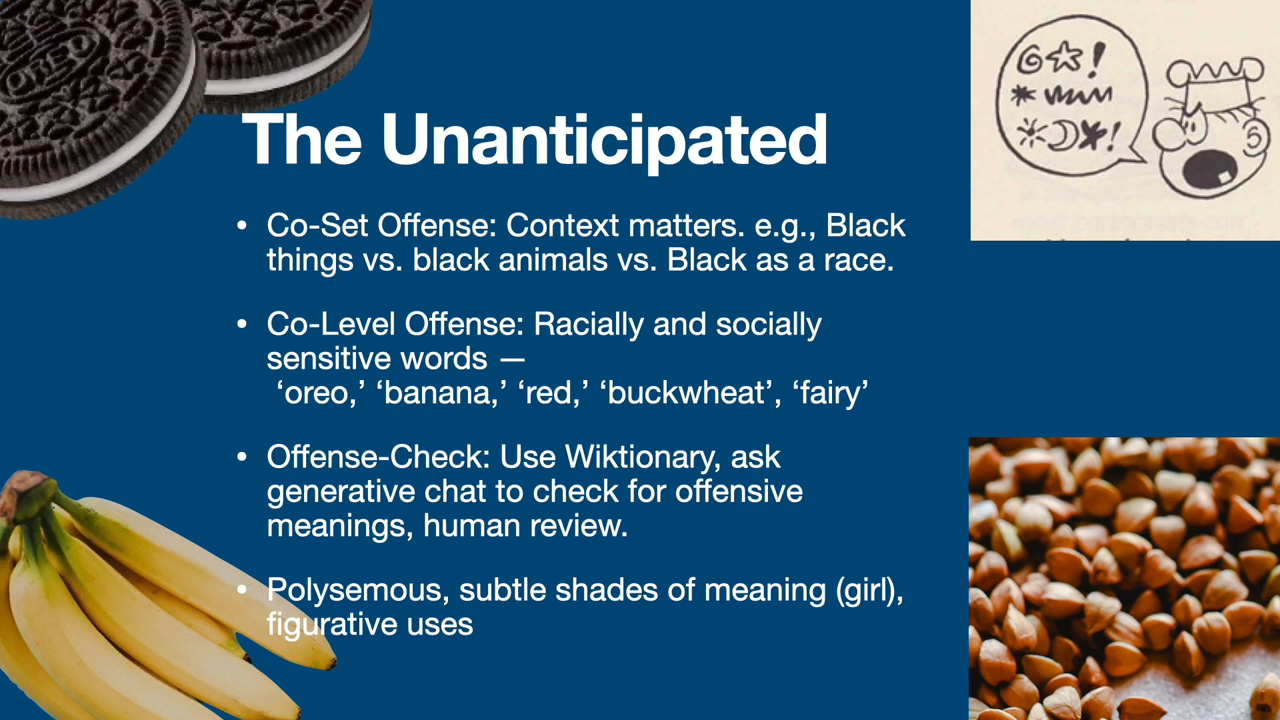 OREO
The Unanticipated
• Co-Set Offense: Context matters. e.g., Black
things vs. black animals vs. Black as a race.
• Co-Level Offense: Racially and socially
sensitive words —
‘oreo,’ ‘banana,’ ‘red,’ ‘buckwheat’, ‘fairy’
• Offense-Check: Use Wiktionary, ask
generative chat to check for offensive
meanings, human review.
• Polysemous, subtle shades of meaning (girl),
figurative uses